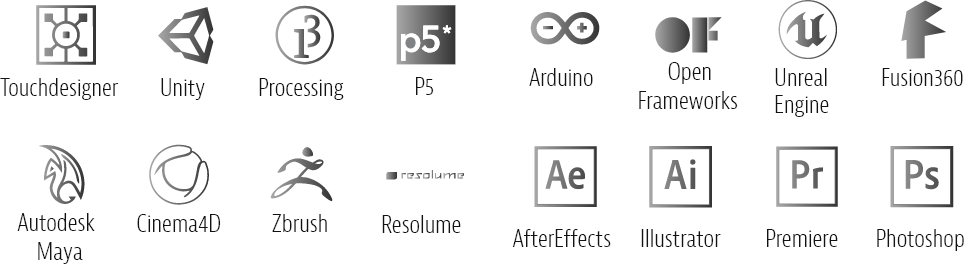 p5*
OF
Touchdesigner
Unity
Processing
P5
Arduino
Open
Frameworks
Unreal
Engine
Fusion360
resolume
Ae
Ai
Pr
Ps
Autodesk
Maya
Cinema4D
Zbrush
Resolume
AfterEffects
Illustrator
Premiere
Photoshop